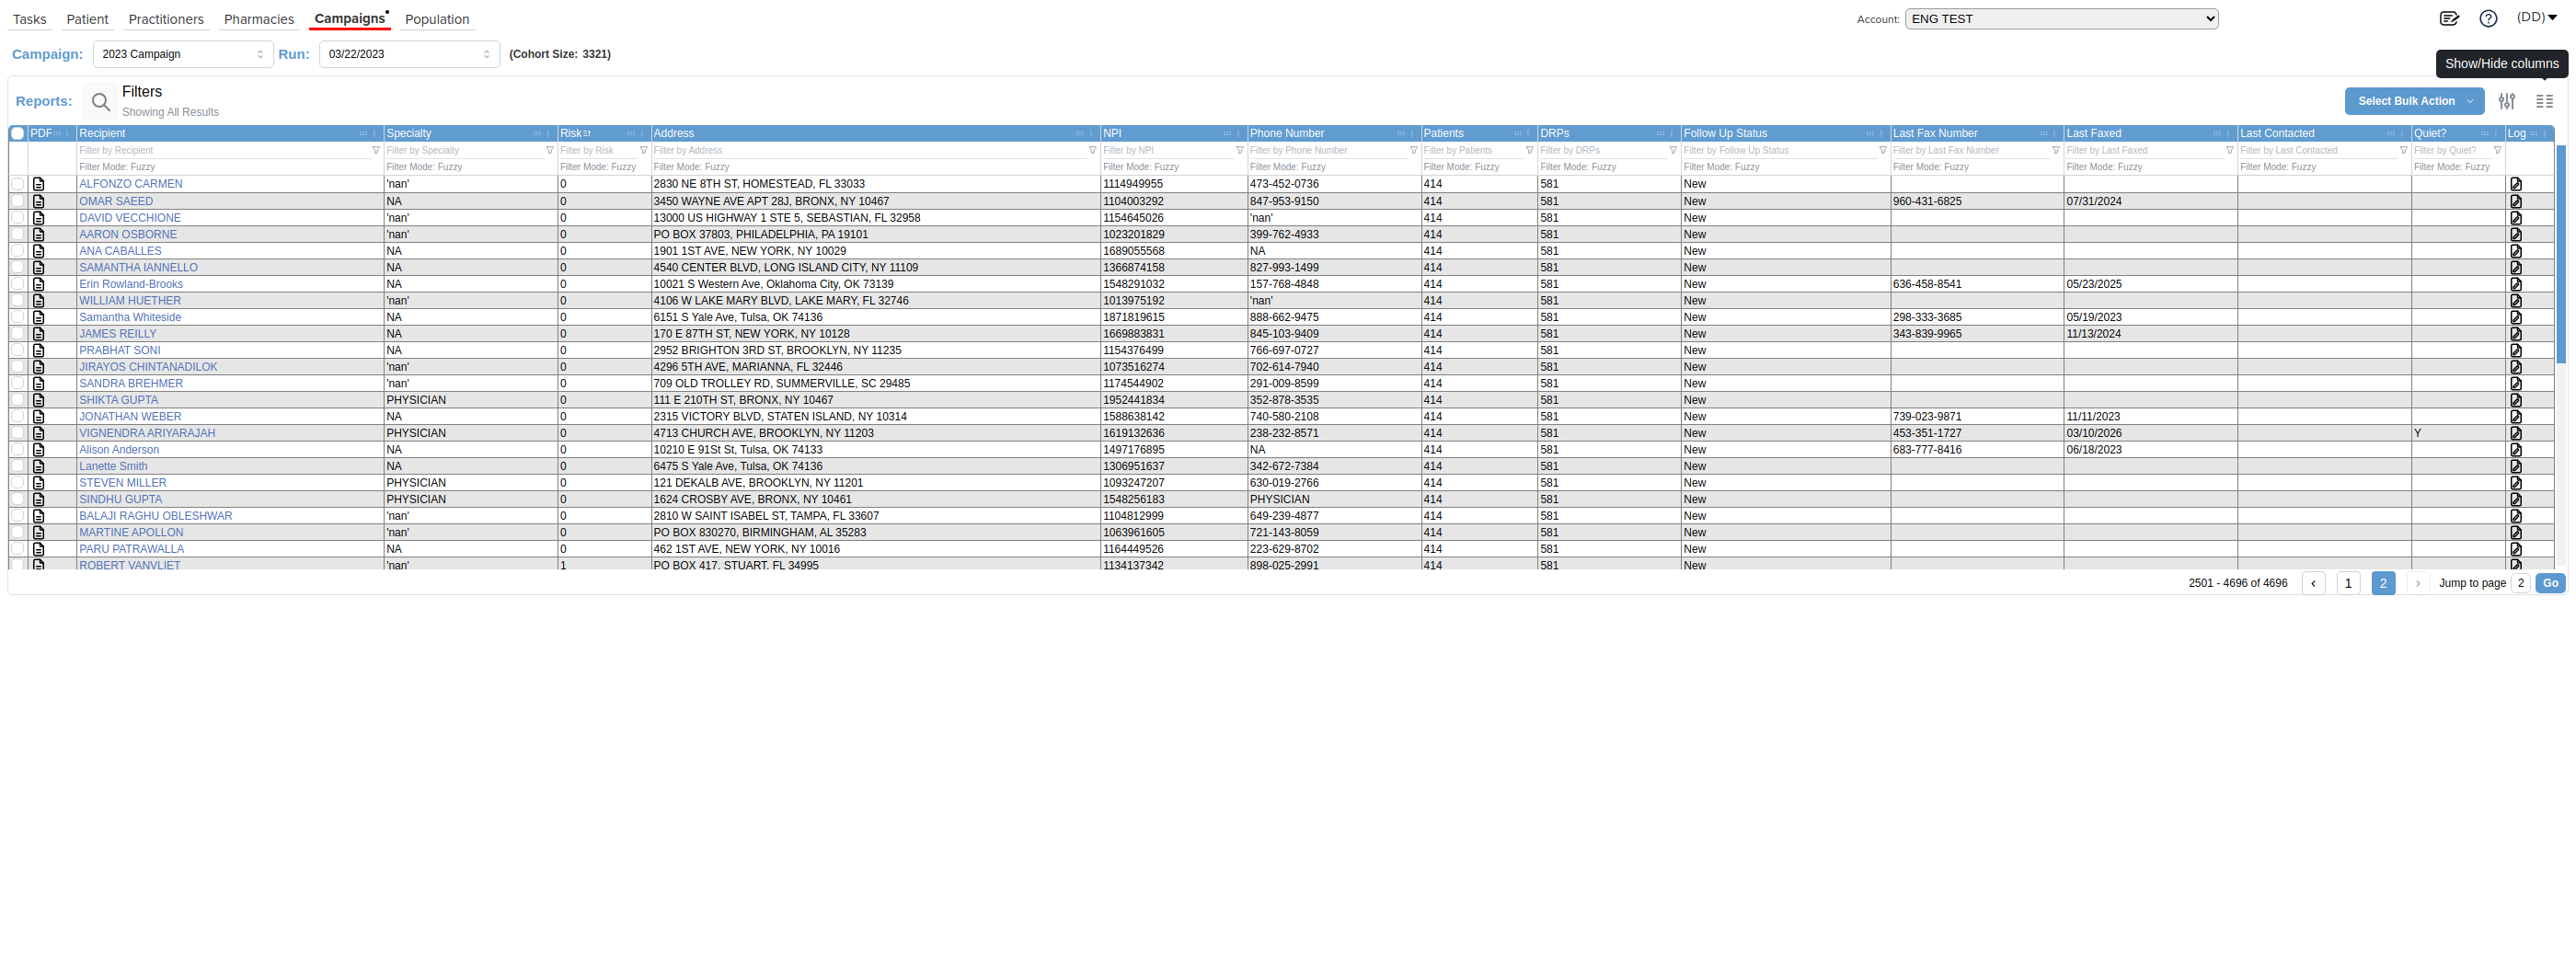 Tasks Patient Practitioners Pharmacies Campaigns Population Account: ENG TEST (DD)
Campaign: 2023 Campaign Run: 03/22/2023 (Cohort Size: 3321)
Show/Hide columns
Reports: Filters
Showing All Results
Select Bulk Action
PDF Recipient Specialty Risk Address NPI Phone Number Patients DRPs Follow Up Status Last Fax Number Last Faxed Last Contacted Quiet? Log
Filter by Recipient Filter by Specialty Filter by Risk Filter by Address Filter by NPI Filter by Phone Number Filter by Patients Filter by DRPs Filter by Follow Up Status Filter by Last Fax Number Filter by Last Faxed Filter by Last Contacted Filter by Quiet?
Filter Mode: Fuzzy Filter Mode: Fuzzy Filter Mode: Fuzzy Filter Mode: Fuzzy Filter Mode: Fuzzy Filter Mode: Fuzzy Filter Mode: Fuzzy Filter Mode: Fuzzy Filter Mode: Fuzzy Filter Mode: Fuzzy Filter Mode: Fuzzy Filter Mode: Fuzzy Filter Mode: Fuzzy
ALFONZO CARMEN 'nan' 0 2830 NE 8TH ST, HOMESTEAD, FL 33033 1114949955 473-452-0736 414 581 New
OMAR SAEED NA 0 3450 WAYNE AVE APT 28J, BRONX, NY 10467 1104003392 847-953-9150 414 581 New 960-431-6825 07/31/2024
DAVID VECCHIONE 'nan' 0 13000 US HIGHWAY 1 STE 5, SEBASTIAN, FL 32958 1154645026 'nan' 414 581 New
AARON OSBORNE 'nan' 0 PO BOX 37803, PHILADELPHIA, PA 19101 1023201829 399-762-4933 414 581 New
ANA CABALLES NA 0 1901 1ST AVE, NEW YORK, NY 10029 1689055568 NA 414 581 New
SAMANTHA IANNELLO NA 0 4540 CENTER BLVD, LONG ISLAND CITY, NY 11109 1366874158 827-993-1499 414 581 New
Erin Rowland-Brooks NA 0 10021 S Western Ave, Oklahoma City, OK 73139 1548291032 157-768-4848 414 581 New 636-458-8541 05/23/2025
WILLIAM HUETHER 'nan' 0 4106 W LAKE MARY BLVD, LAKE MARY, FL 32746 1013975192 'nan' 414 581 New
Samantha Whiteside NA 0 6151 S Yale Ave, Tulsa, OK 74136 1871819615 888-662-9475 414 581 New 298-333-3685 05/19/2023
JAMES REILLY NA 0 170 E 87TH ST, NEW YORK, NY 10128 1669883831 845-103-9409 414 581 New 343-839-9965 11/13/2024
PRABHAT SONI NA 0 2952 BRIGHTON 3RD ST, BROOKLYN, NY 11235 1154376499 766-697-0727 414 581 New
JIRAYOS CHINTANADILOK 'nan' 0 4296 5TH AVE, MARIANNA, FL 32446 1073516274 702-614-7940 414 581 New
SANDRA BREHMER 'nan' 0 709 OLD TROLLEY RD, SUMMERVILLE, SC 29485 1174544902 291-009-8599 414 581 New
SHIKTA GUPTA PHYSICIAN 0 111 E 210TH ST, BRONX, NY 10467 1952441834 352-878-3535 414 581 New
JONATHAN WEBER NA 0 2315 VICTORY BLVD, STATEN ISLAND, NY 10314 1588638142 740-580-2108 414 581 New 739-023-9871 11/11/2023
VIGNENDRA ARIYARAJAH PHYSICIAN 0 4713 CHURCH AVE, BROOKLYN, NY 11203 1619132636 238-232-8571 414 581 New 453-351-1727 03/10/2026 Y
Alison Anderson NA 0 10210 E 91St St, Tulsa, OK 74133 1497176895 NA 414 581 New 683-777-8416 06/18/2023
Lanette Smith NA 0 6475 S Yale Ave, Tulsa, OK 74136 1306951637 342-672-7384 414 581 New
STEVEN MILLER PHYSICIAN 0 121 DEKALB AVE, BROOKLYN, NY 11201 1093247207 630-019-2766 414 581 New
SINDHU GUPTA PHYSICIAN 0 1624 CROSBY AVE, BRONX, NY 10461 1548256183 PHYSICIAN 414 581 New
BALAJI RAGHU OBLESHWAR 'nan' 0 2810 W SAINT ISABEL ST, TAMPA, FL 33607 1104812999 649-239-4877 414 581 New
MARTINE APOLLON 'nan' 0 PO BOX 830270, BIRMINGHAM, AL 35283 1063961605 721-143-8059 414 581 New
PARU PATRAWALLA NA 0 462 1ST AVE, NEW YORK, NY 10016 1164449526 223-629-8702 414 581 New
ROBERT VANVLIET 'nan' 1 PO BOX 417, STUART, FL 34995 1134137342 898-025-2991 414 581 New
2501 - 4696 of 4696 1 2 Jump to page 2 Go